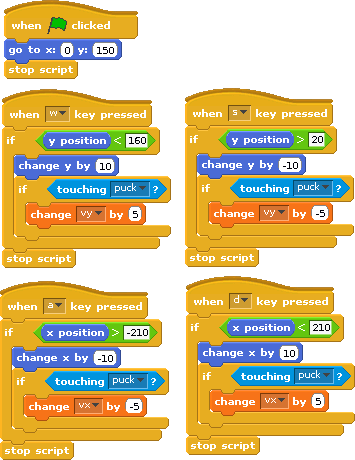 when clicked
go to x: 0 y: 150
stop script
when w key pressed
if y position < 160
change y by 10
if touching puck ?
change vy by 5
stop script
when s key pressed
if y position > 20
change y by -10
if touching puck ?
change vy by -5
stop script
when a key pressed
if x position > -210
change x by -10
if touching puck ?
change vx by -5
stop script
when d key pressed
if x position < 210
change x by 10
if touching puck ?
change vx by 5
stop script